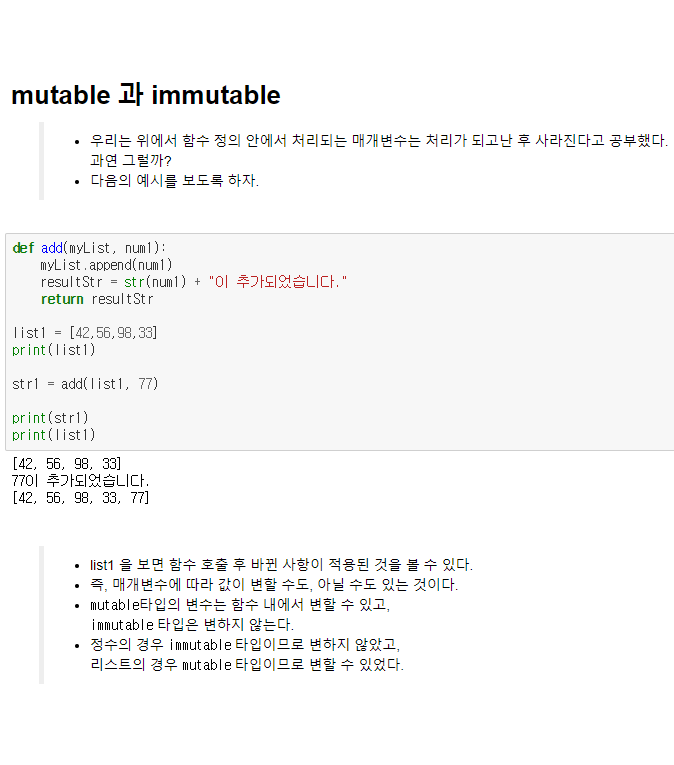 mutable 과 immutable
우리는 위에서 함수 정의 안에서 처리되는 매개변수는 처리가 되고난 후 사라진다고 공부했다.
과연 그럴까?
다음의 예시를 보도록 하자.
def add(myList, num1):
    myList.append(num1)
    resultStr = str(num1) + "이 추가되었습니다."
    return resultStr
list1 = [42,56,98,33]
print(list1)
str1 = add(list1, 77)
print(str1)
print(list1)
[42, 56, 98, 33]
77이 추가되었습니다.
[42, 56, 98, 33, 77]
list1 을 보면 함수 호출 후 바뀐 사항이 적용된 것을 볼 수 있다.
즉, 매개변수에 따라 값이 변할 수도, 아닐 수도 있는 것이다.
mutable타입의 변수는 함수 내에서 변할 수 있고,
immutable 타입은 변하지 않는다.
정수의 경우 immutable 타입이므로 변하지 않았고,
리스트의 경우 mutable 타입이므로 변할 수 있었다.